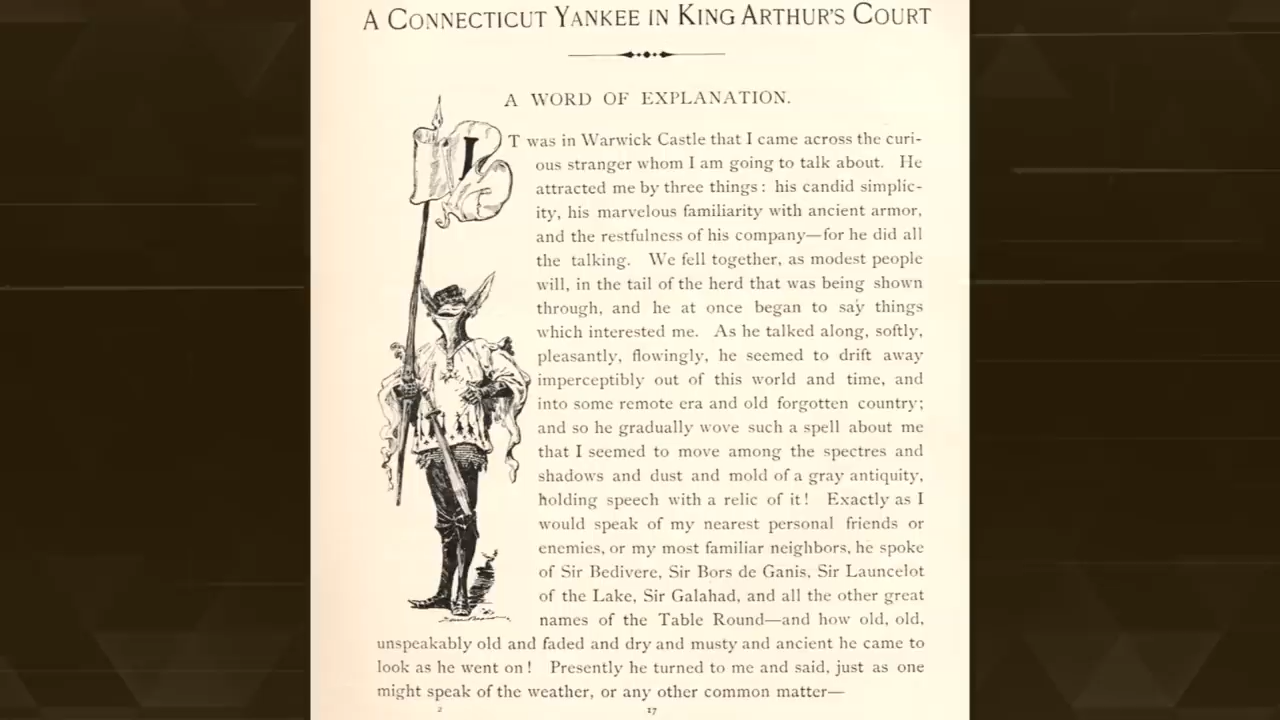 A CONNECTICUT YANKEE IN KING ARTHUR'S COURT
A WORD OF EXPLANATION.
IT was in Warwick Castle that I came across the curi-
ous stranger whom I am going to talk about. He
attracted me by three things: his candid simplic-
ity, his marvelous familiarity with ancient armor,
and the restfulness of his company—for he did all
the talking. We fell together, as modest people
will, in the tail of the herd that was being shown
through, and he at once began to say things
which interested me. As he talked along, softly,
pleasantly, flowingly, he seemed to drift away
imperceptibly out of this world and time, and
into some remote era and old forgotten country;
and so he gradually wove such a spell about me
that I seemed to move among the spectres and
shadows and dust and mold of a gray antiquity,
holding speech with a relic of it! Exactly as I
would speak of my nearest personal friends or
enemies, or my most familiar neighbors, he spoke
of Sir Bedivere, Sir Bors de Ganis, Sir Launcelot
of the Lake, Sir Galahad, and all the other great
names of the Table Round—and how old, old,
unspeakably old and faded and dry and musty and ancient he came to
look as he went on! Presently he turned to me and said, just as one
might speak of the weather, or any other common matter—
2 17